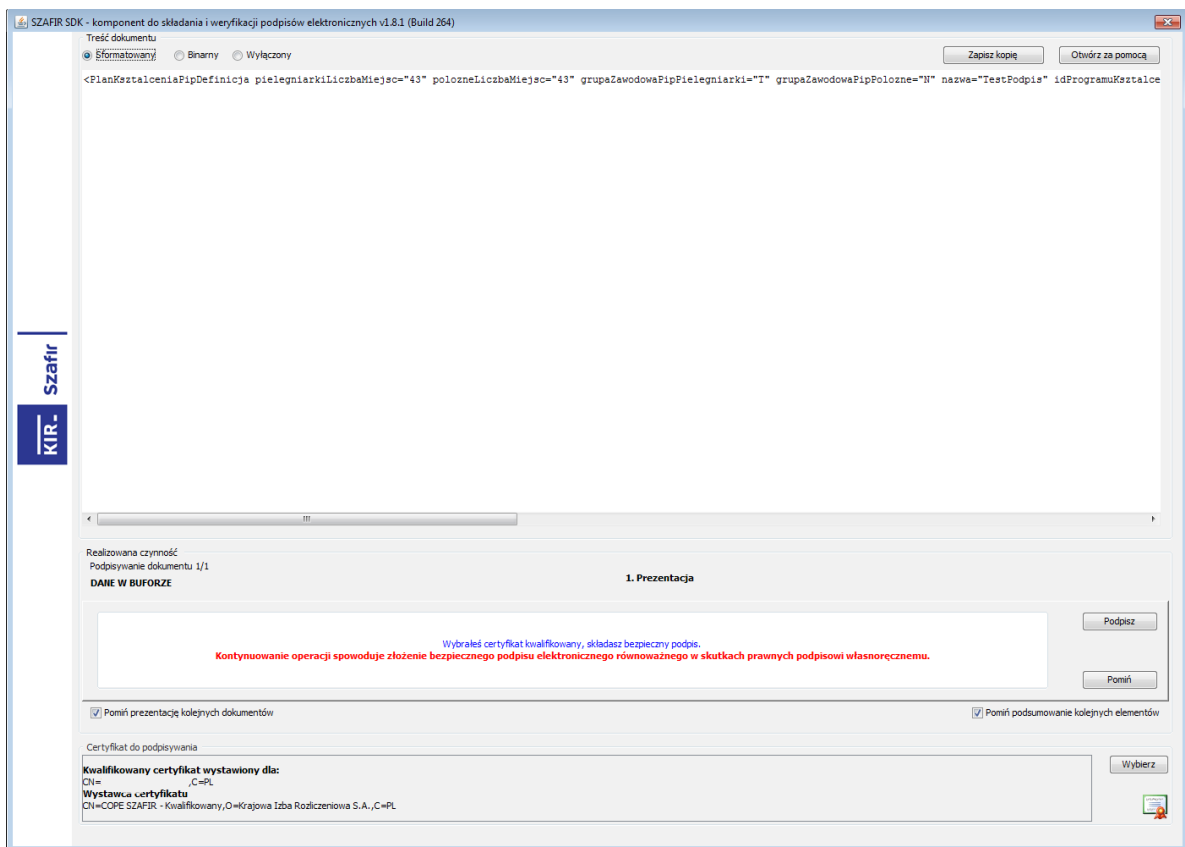 SZAFIR SDK - komponent do składania i weryfikacji podpisów elektronicznych v1.8.1 (Build 264)
Treść dokumentu
Sformatowany Binarny Wyłączony Zapisz kopię Otwórz za pomocą
<PlanKsztalceniaPipDefinicja pielegniarkiLiczbaMiejsc="43" polozneLiczbaMiejsc="43" grupaZawodowaPipPielegniarki="T" grupaZawodowaPipPolozne="N" nazwa="TestPodpis" idProgramuKsztalce
Szafir
KIR.
Realizowana czynność
Podpisywanie dokumentu 1/1
DANE W BUFORZE
1. Prezentacja
Wybrałeś certyfikat kwalifikowany, składasz bezpieczny podpis.
Kontynuowanie operacji spowoduje złożenie bezpiecznego podpisu elektronicznego równoważnego w skutkach prawnych podpisowi własnoręcznemu.
Podpisz
Pomiń
Pomiń prezentację kolejnych dokumentów Pomiń podsumowanie kolejnych elementów
Certyfikat do podpisywania
Kwalifikowany certyfikat wystawiony dla:
CN= ,C=PL
Wystawca certyfikatu
CN=COPE SZAFIR - Kwalifikowany,O=Krajowa Izba Rozliczeniowa S.A.,C=PL
Wybierz